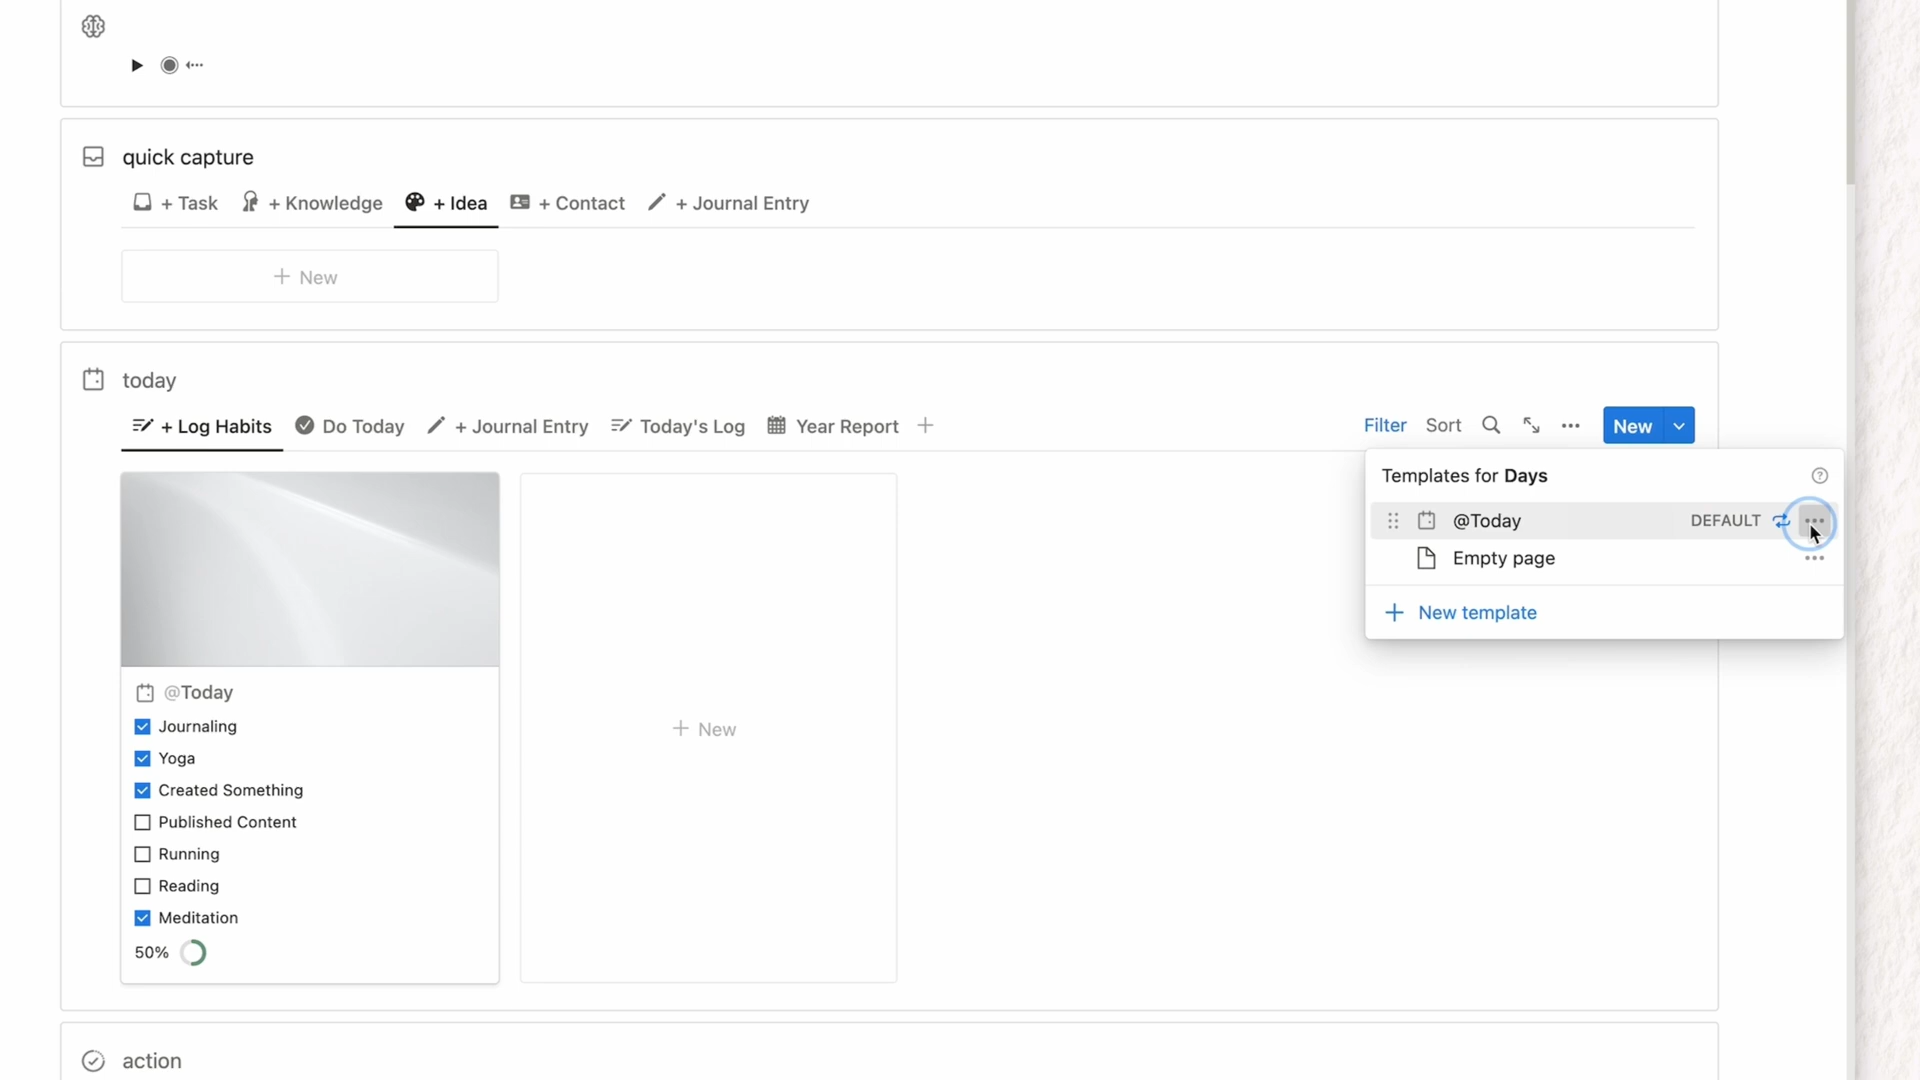 quick capture
+ Task + Knowledge + Idea + Contact + Journal Entry
+ New
today
+ Log Habits Do Today + Journal Entry Today's Log Year Report +
Filter Sort New
Templates for Days
@Today DEFAULT
Empty page
+ New template
@Today
Journaling
Yoga
Created Something
Published Content
Running
Reading
Meditation
50%
+ New
action